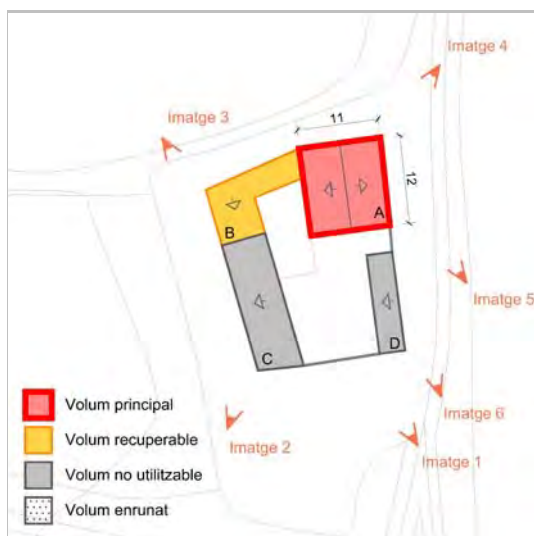 Imatge 4
Imatge 3
11
12
A
B
Imatge 5
C
D
Imatge 6
Imatge 2
Imatge 1
Volum principal
Volum recuperable
Volum no utilitzable
Volum enrunat